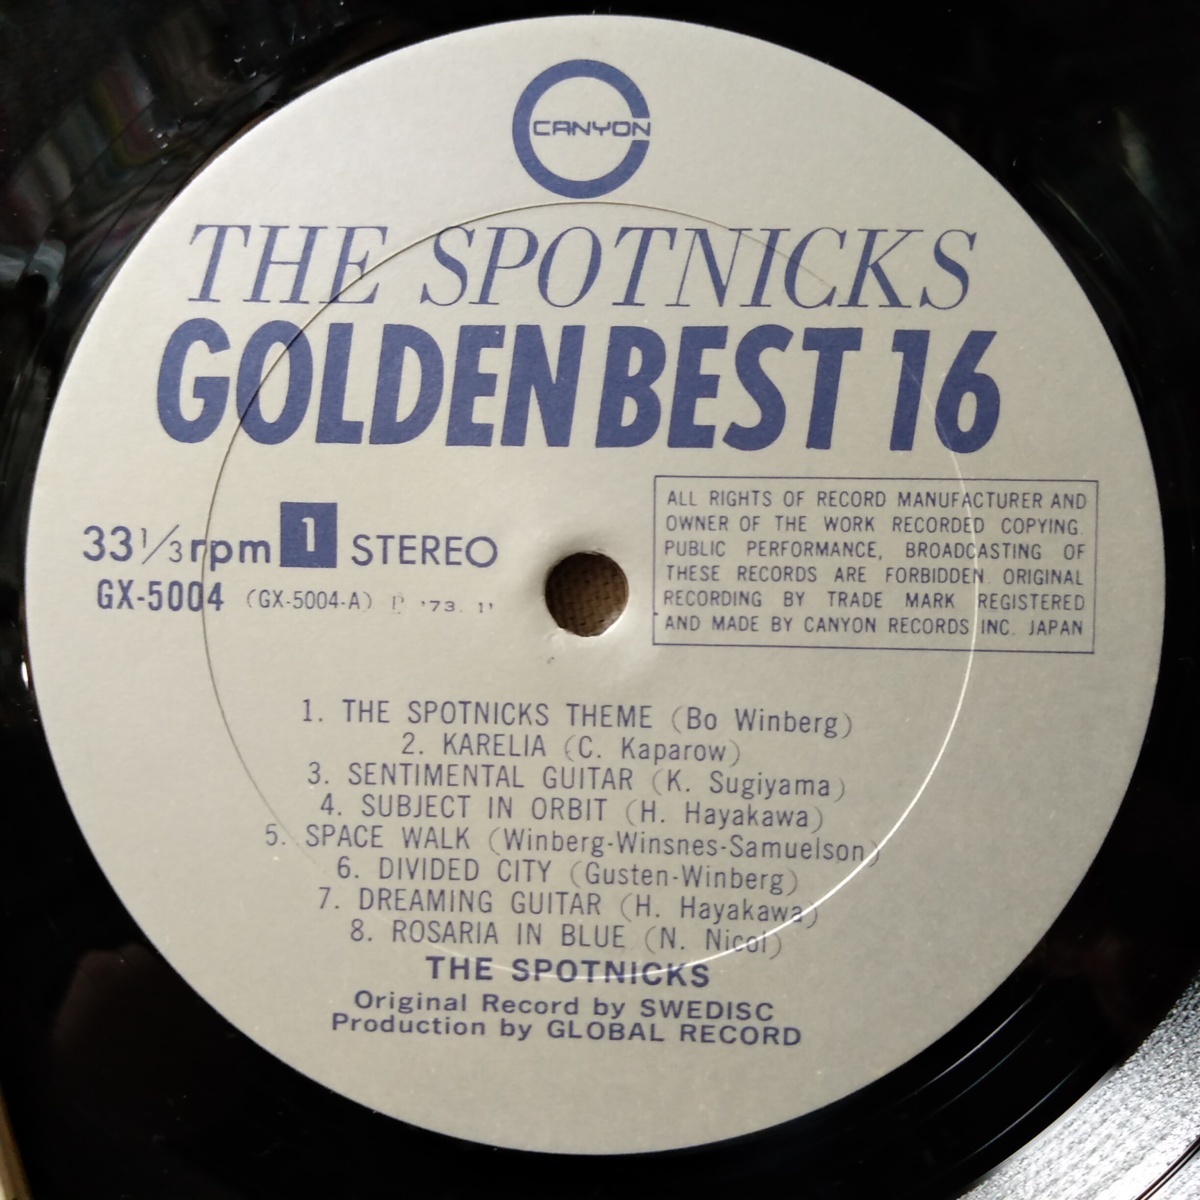 CANYON
THE SPOTNICKS
GOLDEN BEST 16
33 1/3 rpm 1 STEREO
GX-5004 (GX-5004-A) P '73. 11
ALL RIGHTS OF RECORD MANUFACTURER AND
OWNER OF THE WORK RECORDED COPYING.
PUBLIC PERFORMANCE, BROADCASTING OF
THESE RECORDS ARE FORBIDDEN. ORIGINAL
RECORDING BY TRADE MARK REGISTERED
AND MADE BY CANYON RECORDS INC. JAPAN
1. THE SPOTNICKS THEME (Bo Winberg)
2. KARELIA (C. Kaparow)
3. SENTIMENTAL GUITAR (K. Sugiyama)
4. SUBJECT IN ORBIT (H. Hayakawa)
5. SPACE WALK (Winberg-Winsnes-Samuelson)
6. DIVIDED CITY (Gusten-Winberg)
7. DREAMING GUITAR (H. Hayakawa)
8. ROSARIA IN BLUE (N. Nicol)
THE SPOTNICKS
Original Record by SWEDISC
Production by GLOBAL RECORD